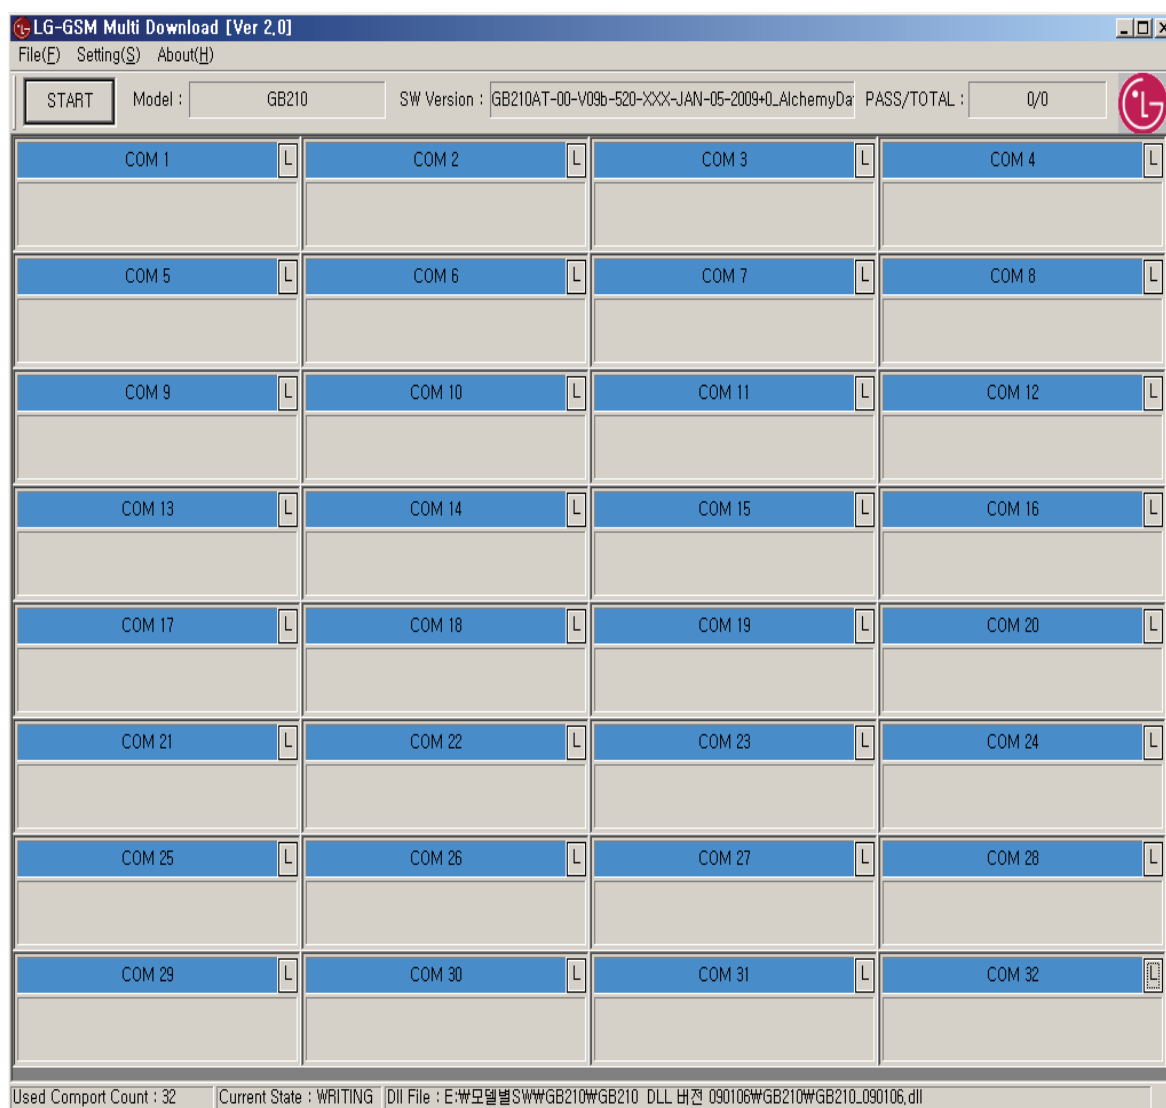 LG-GSM Multi Download [Ver 2,0]
File(F) Setting(S) About(H)
START Model : GB210 SW Version : GB210AT-00-V09b-520-XXX-JAN-05-2009+0_AlchemyDa PASS/TOTAL : 0/0
COM 1 L COM 2 L COM 3 L COM 4 L
COM 5 L COM 6 L COM 7 L COM 8 L
COM 9 L COM 10 L COM 11 L COM 12 L
COM 13 L COM 14 L COM 15 L COM 16 L
COM 17 L COM 18 L COM 19 L COM 20 L
COM 21 L COM 22 L COM 23 L COM 24 L
COM 25 L COM 26 L COM 27 L COM 28 L
COM 29 L COM 30 L COM 31 L COM 32 L
Used Comport Count : 32 Current State : WRITING Dll File : E:₩모델별SW₩GB210₩GB210 DLL 버전 090106₩GB210₩GB210_090106,dll